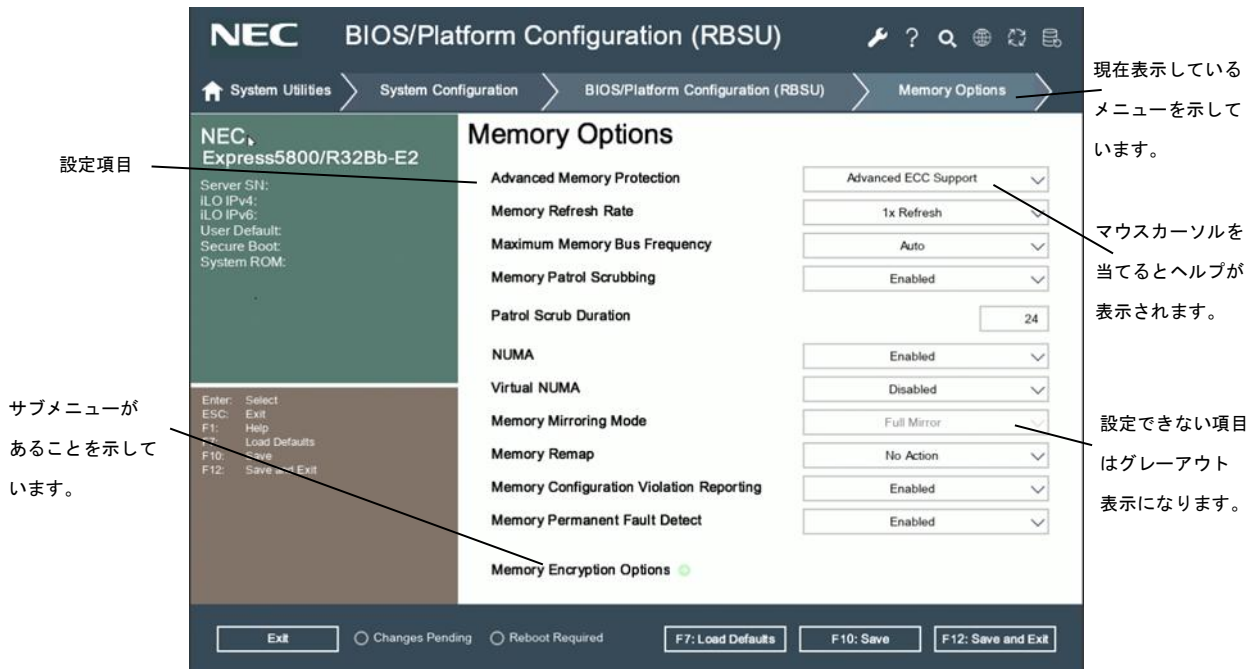 NEC BIOS/Platform Configuration (RBSU) ?
System Utilities System Configuration BIOS/Platform Configuration (RBSU) Memory Options
現在表示している
メニューを示して
います。
NEC
Express5800/R32Bb-E2
Server SN:
iLO IPv4:
iLO IPv6:
User Default:
Secure Boot:
System ROM:
設定項目
Memory Options
Advanced Memory Protection Advanced ECC Support
Memory Refresh Rate 1x Refresh
Maximum Memory Bus Frequency Auto
Memory Patrol Scrubbing Enabled
Patrol Scrub Duration 24
NUMA Enabled
Virtual NUMA Disabled
Memory Mirroring Mode Full Mirror
Memory Remap No Action
Memory Configuration Violation Reporting Enabled
Memory Permanent Fault Detect Enabled
Memory Encryption Options
マウスカーソルを
当てるとヘルプが
表示されます。
サブメニューが
あることを示して
います。
Enter: Select
ESC: Exit
F1: Help
F7: Load Defaults
F10: Save
F12: Save and Exit
設定できない項目
はグレーアウト
表示になります。
Exit Changes Pending Reboot Required F7: Load Defaults F10: Save F12: Save and Exit